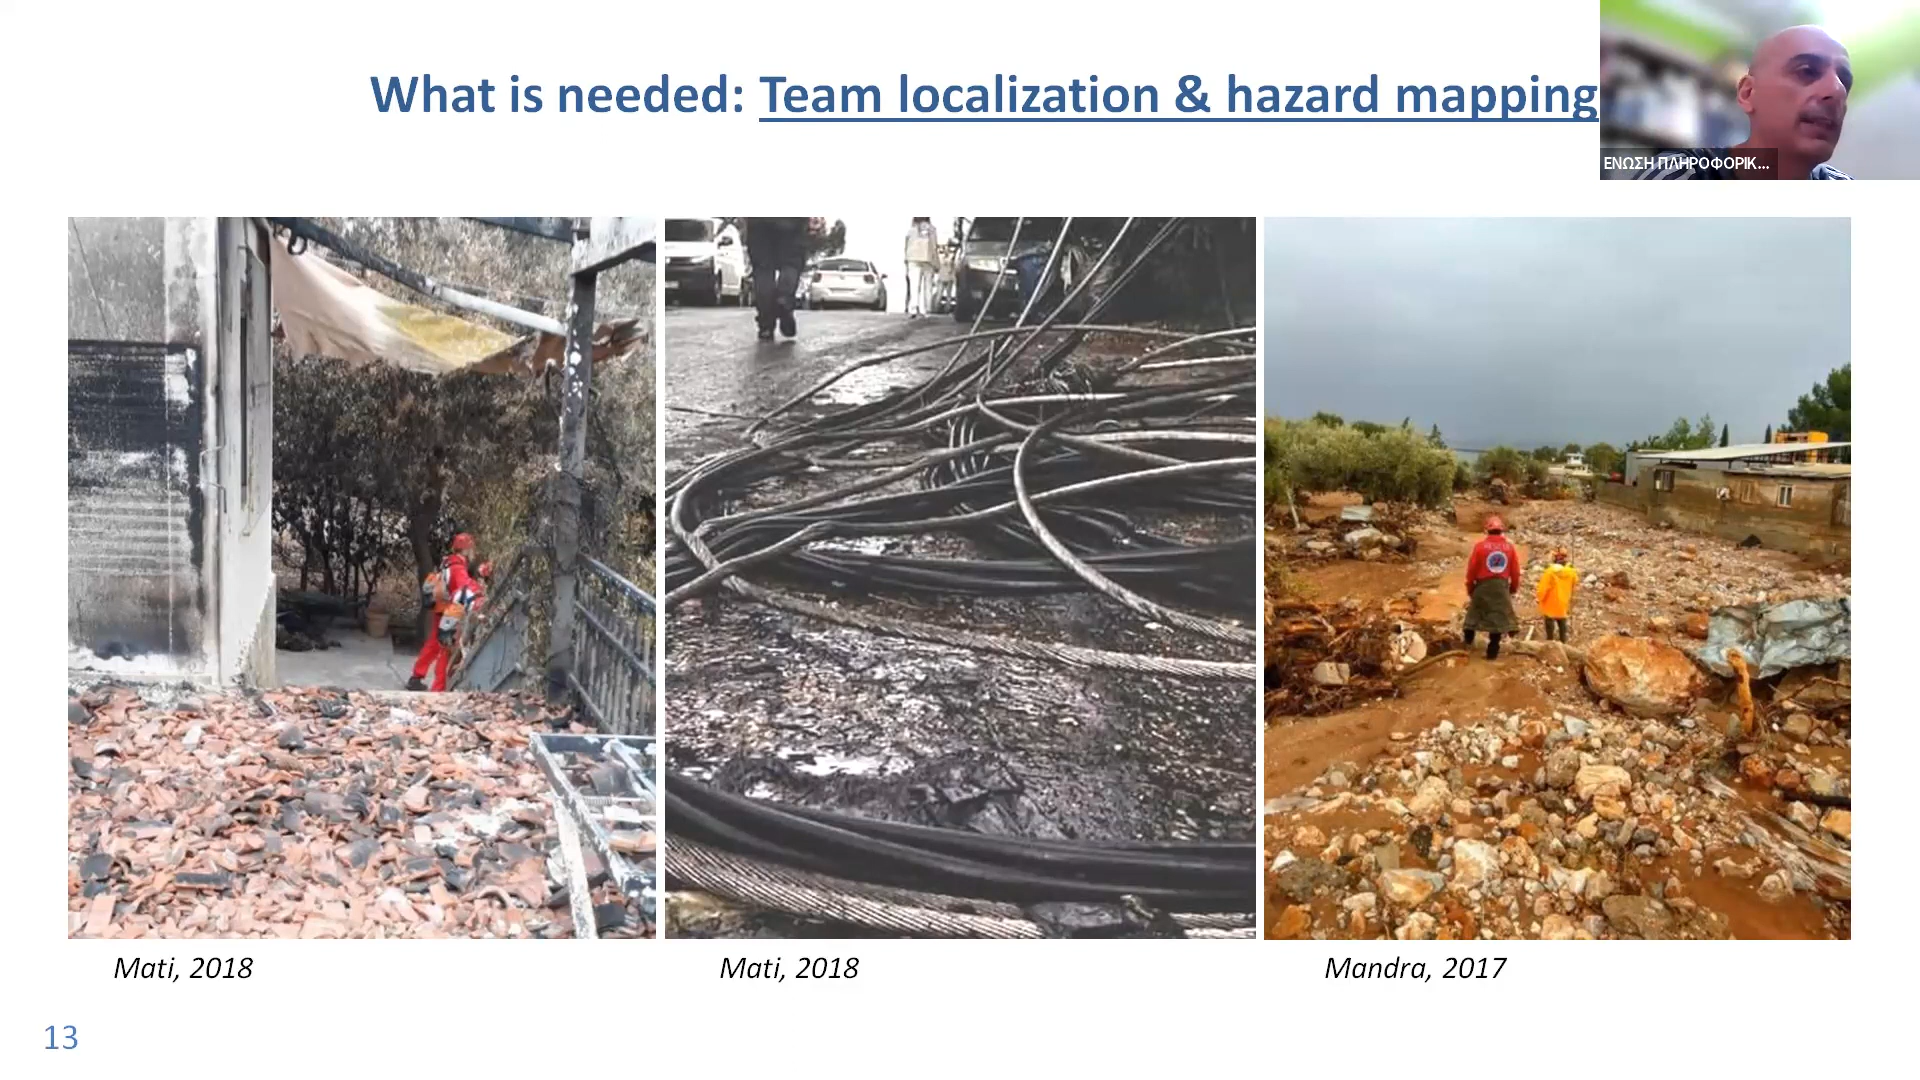 What is needed: Team localization & hazard mapping
ΕΝΩΣΗ ΠΛΗΡΟΦΟΡΙΚ...
Mati, 2018
Mati, 2018
Mandra, 2017
13